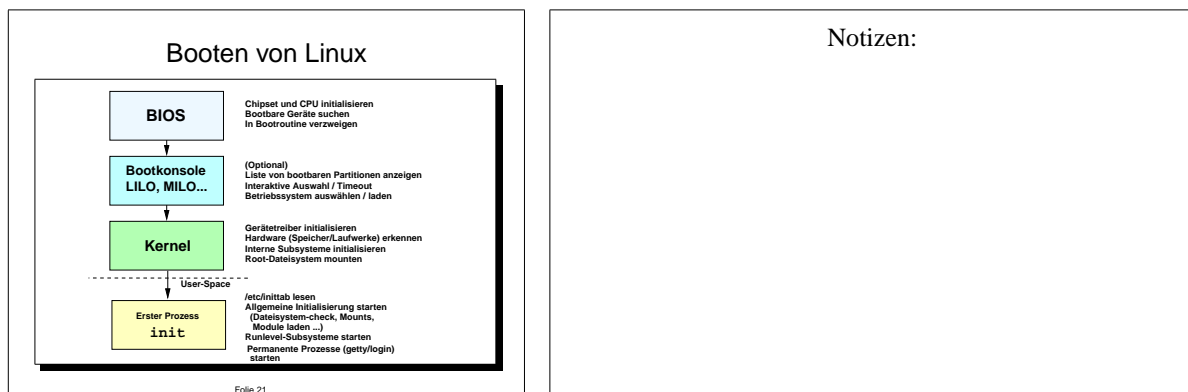 Booten von Linux
BIOS
Chipset und CPU initialisieren
Bootbare Geräte suchen
In Bootroutine verzweigen
Bootkonsole
LILO, MILO...
(Optional)
Liste von bootbaren Partitionen anzeigen
Interaktive Auswahl / Timeout
Betriebssystem auswählen / laden
Kernel
Gerätetreiber initialisieren
Hardware (Speicher/Laufwerke) erkennen
Interne Subsysteme initialisieren
Root-Dateisystem mounten
User-Space
Erster Prozess
init
/etc/inittab lesen
Allgemeine Initialisierung starten
(Dateisystem-check, Mounts,
Module laden ...)
Runlevel-Subsysteme starten
Permanente Prozesse (getty/login)
starten
Folie 21
Notizen: